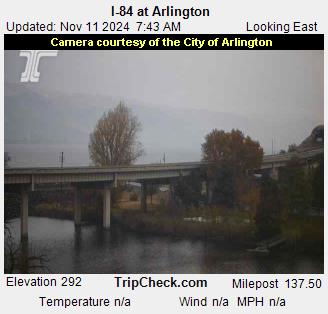 I-84 at Arlington
Updated: Nov 11 2024 7:43 AM Looking East
Camera courtesy of the City of Arlington
Elevation 292 TripCheck.com Milepost 137.50
Temperature n/a Wind n/a MPH n/a